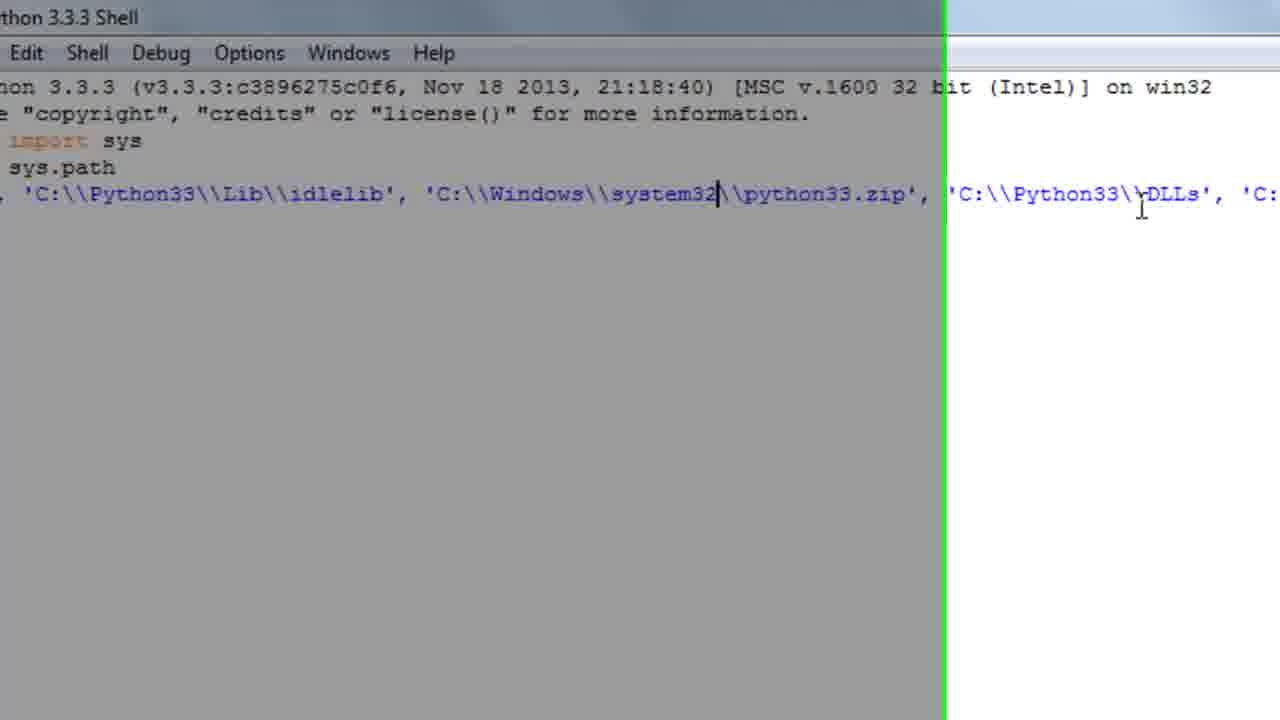 thon 3.3.3 Shell
Edit Shell Debug Options Windows Help
hon 3.3.3 (v3.3.3:c3896275c0f6, Nov 18 2013, 21:18:40) [MSC v.1600 32 bit (Intel)] on win32
e "copyright", "credits" or "license()" for more information.
import sys
sys.path
, 'C:\\Python33\\Lib\\idlelib', 'C:\\Windows\\system32\\python33.zip', 'C:\\Python33\\DLLs', 'C: